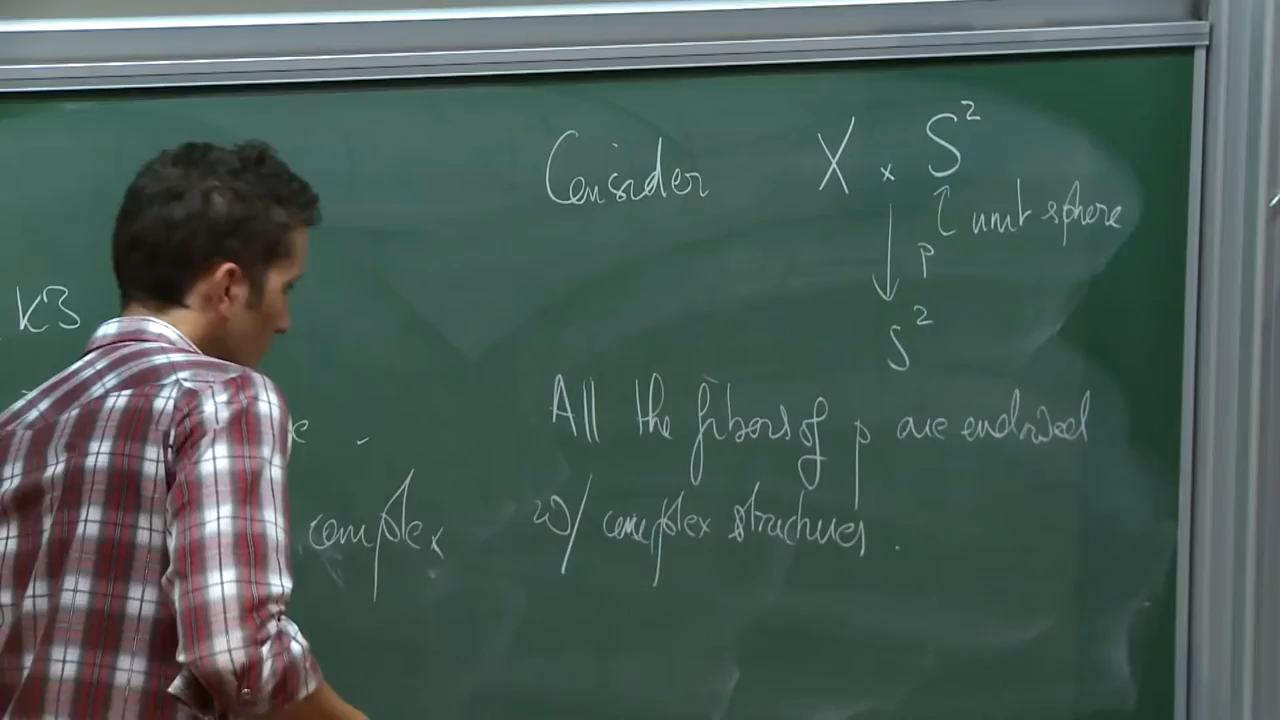 Consider X × S²
unit sphere
p
S²
K3
All the fibers of p are endowed
complex
w/ complex structures.